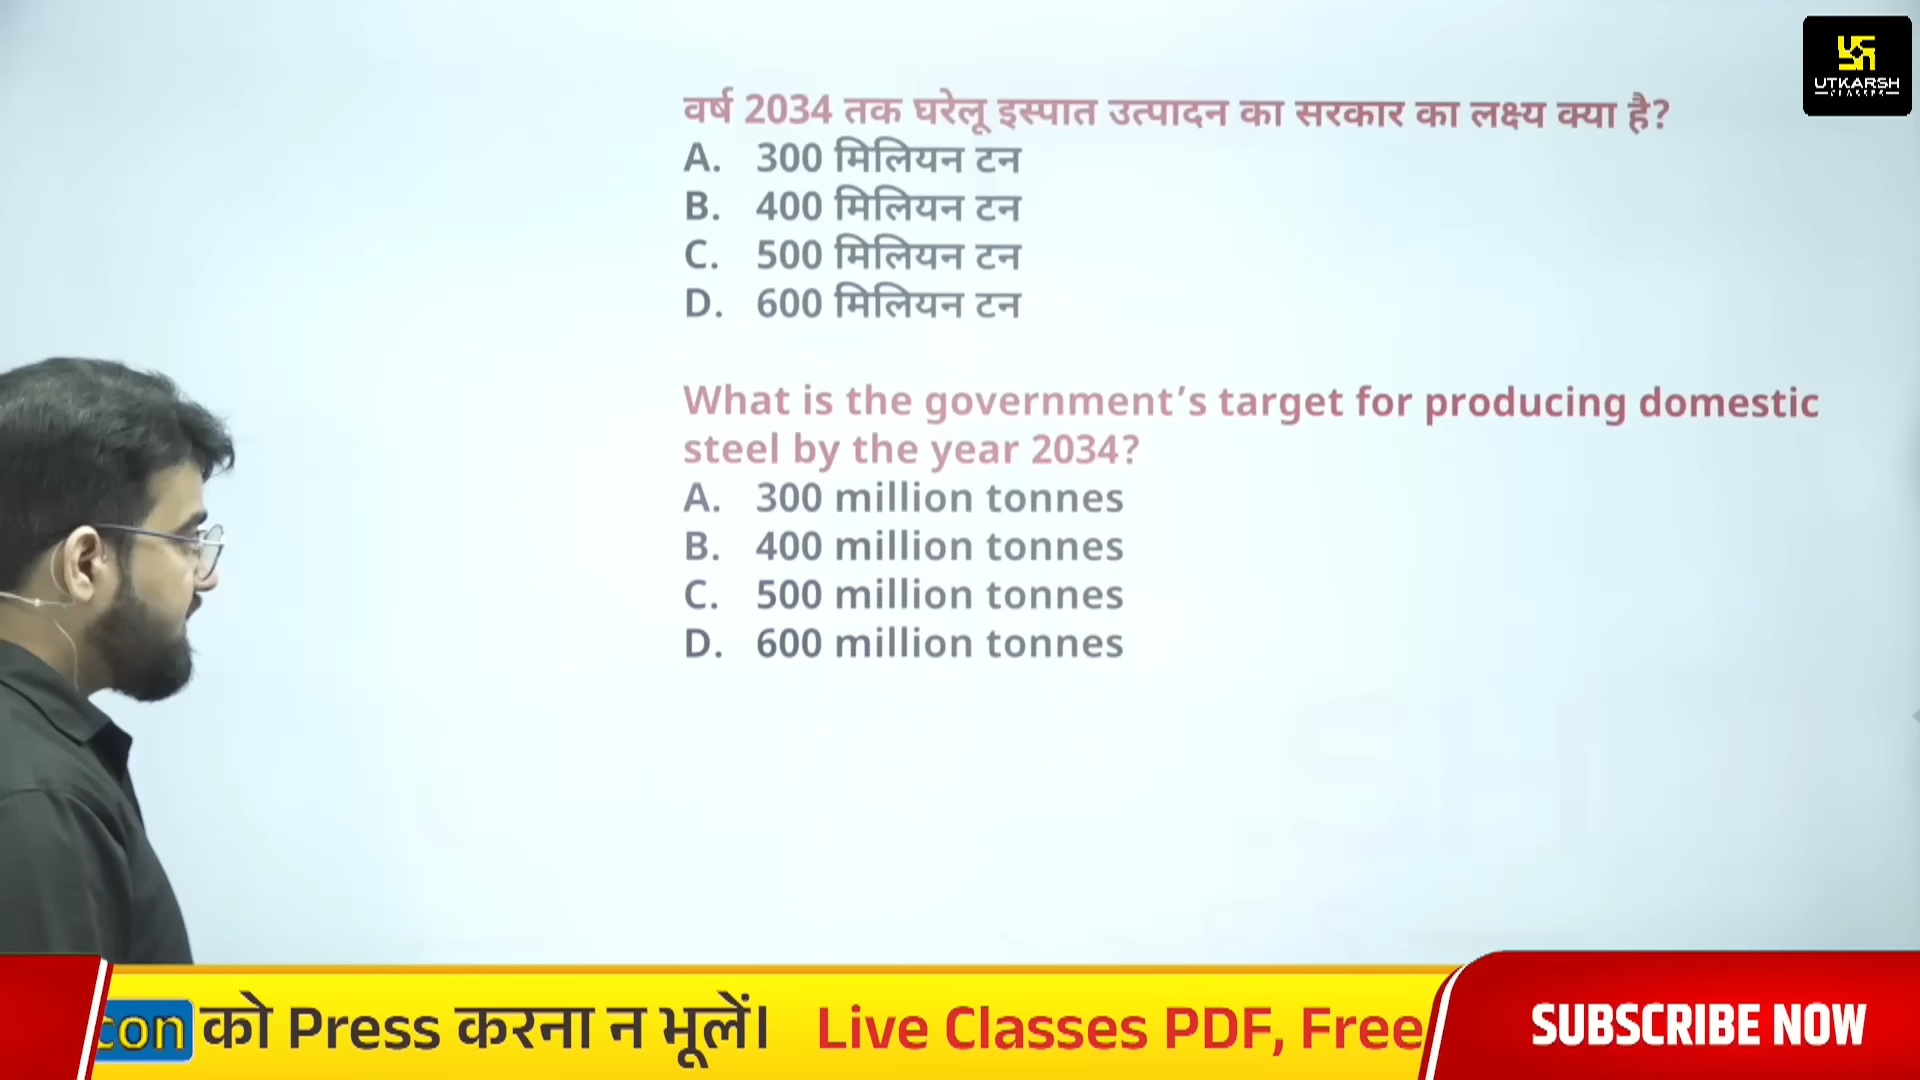 UTKARSH
CLASSES
वर्ष 2034 तक घरेलू इस्पात उत्पादन का सरकार का लक्ष्य क्या है?
A. 300 मिलियन टन
B. 400 मिलियन टन
C. 500 मिलियन टन
D. 600 मिलियन टन
What is the government’s target for producing domestic
steel by the year 2034?
A. 300 million tonnes
B. 400 million tonnes
C. 500 million tonnes
D. 600 million tonnes
SH
con को Press करना न भूलें। Live Classes PDF, Free
SUBSCRIBE NOW